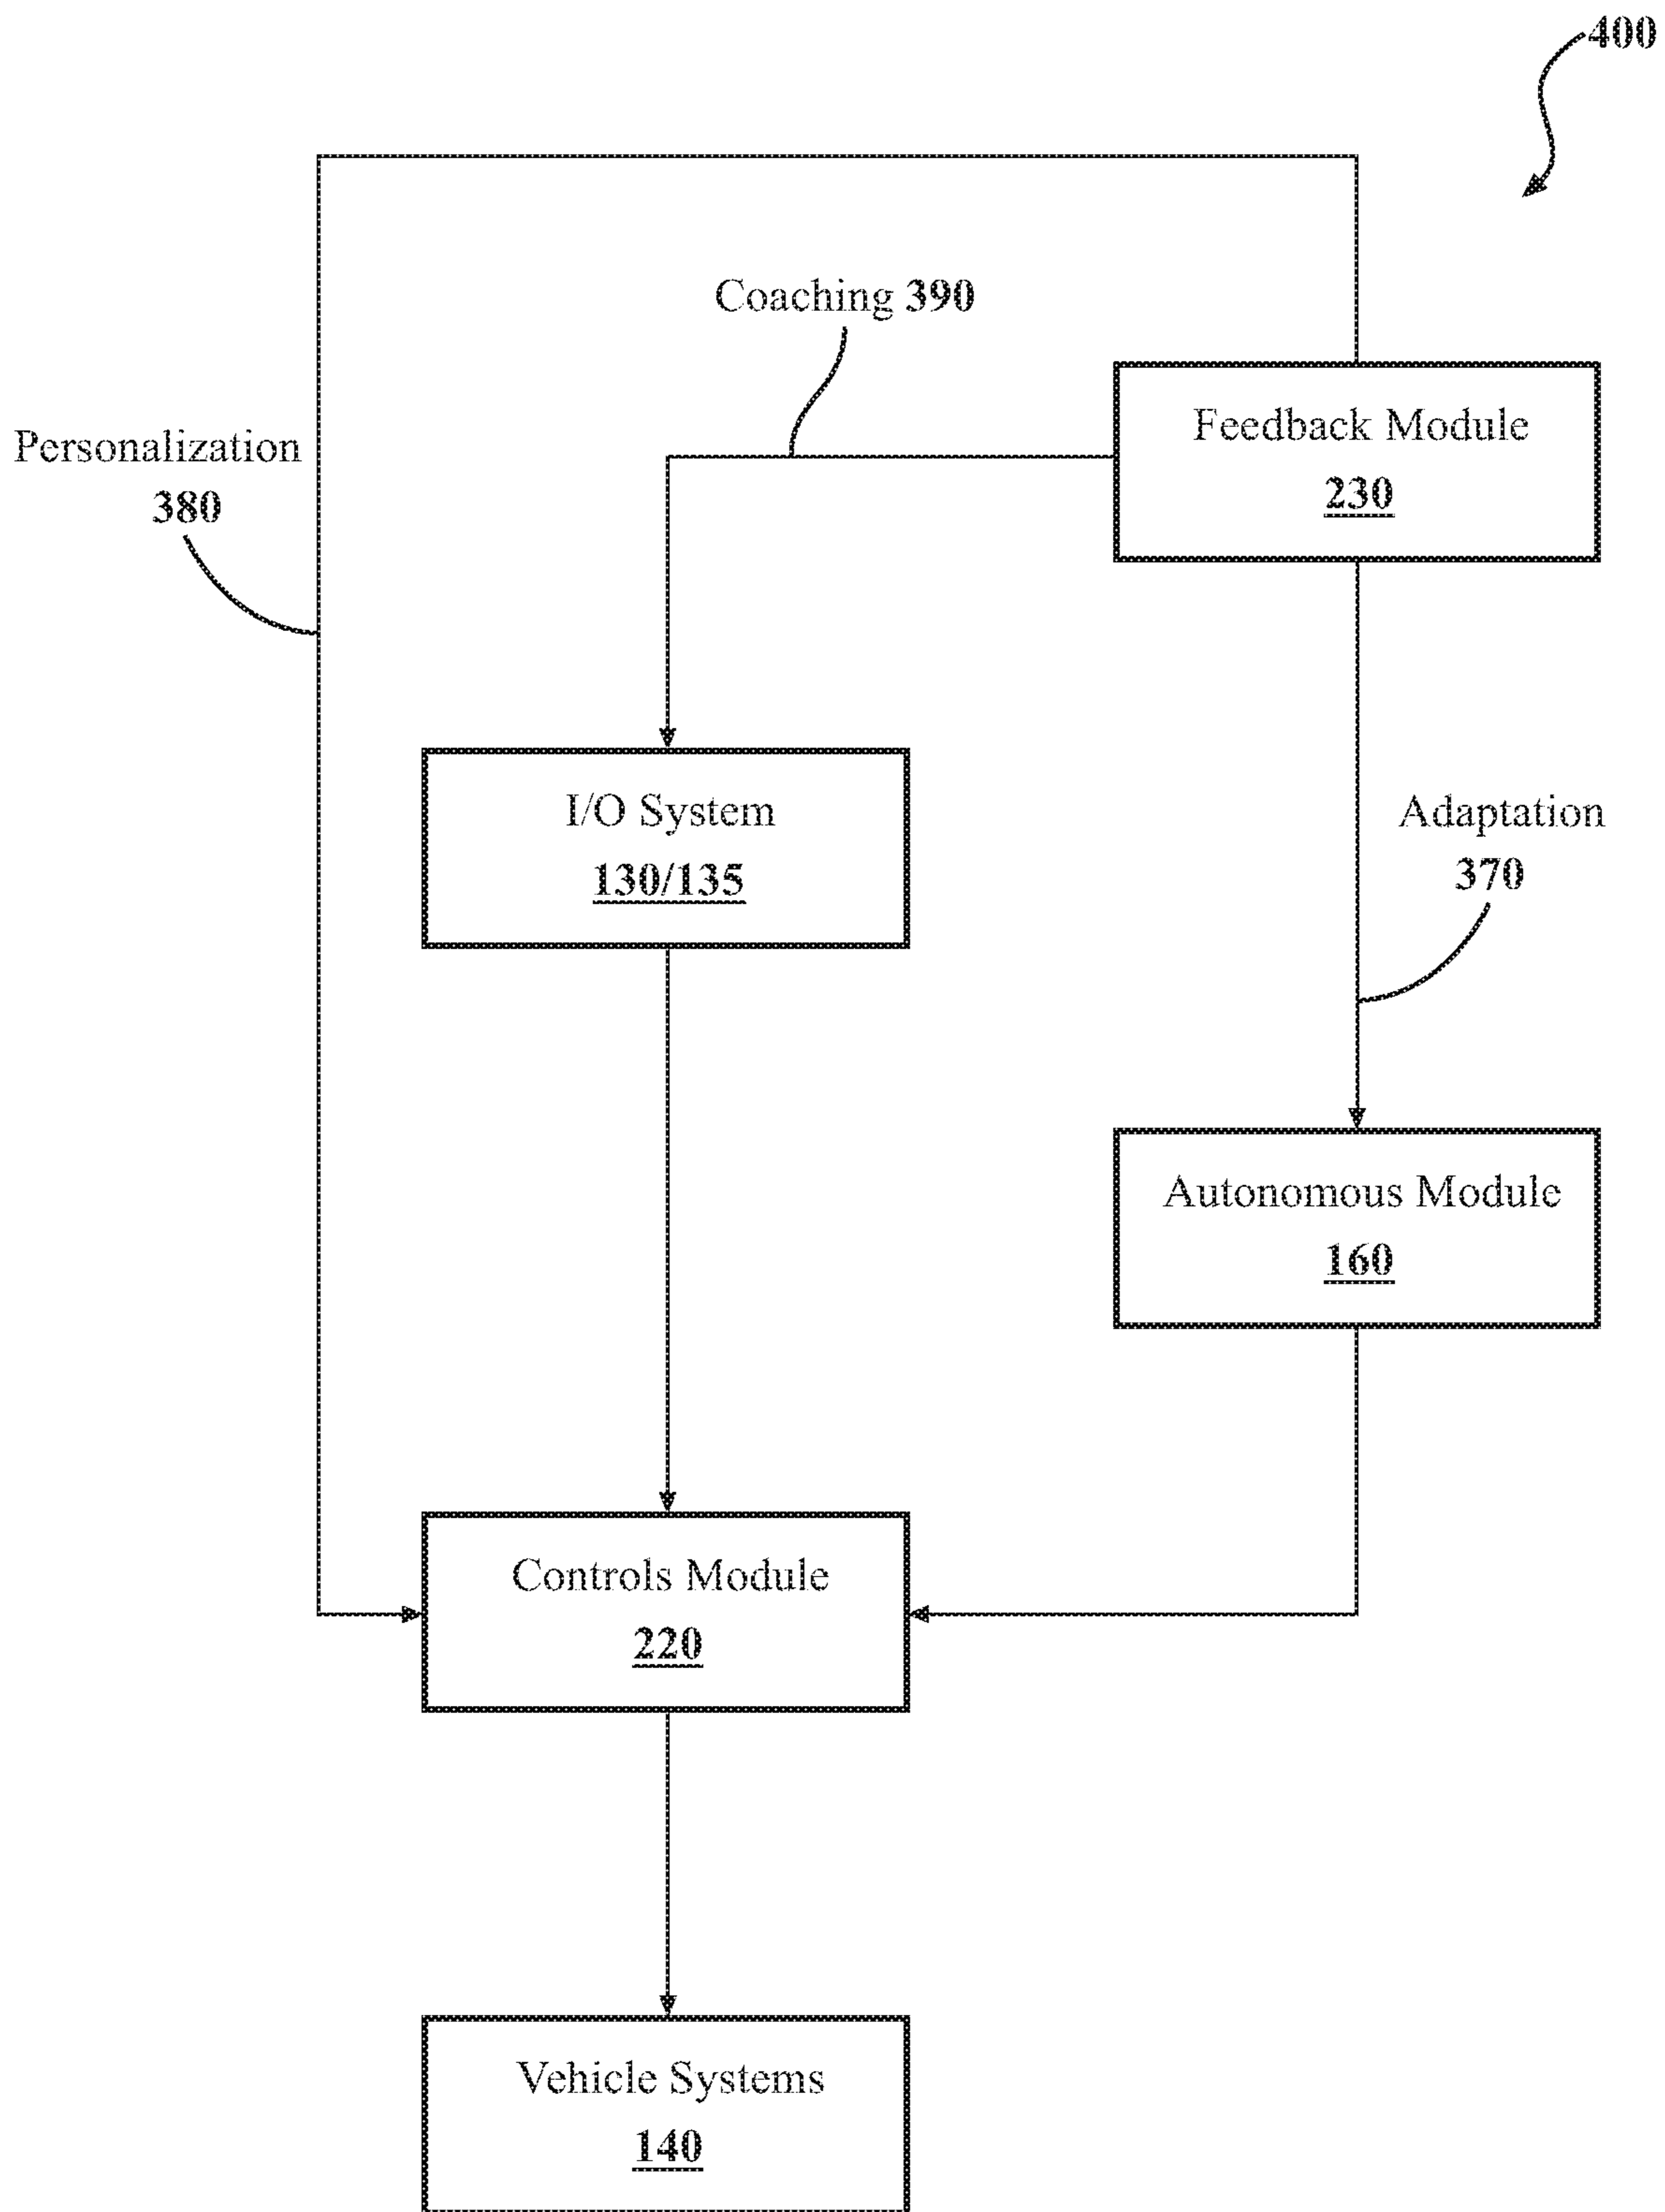 400
Coaching 390
Feedback Module
230
Personalization
380
I/O System
130/135
Adaptation
370
Autonomous Module
160
Controls Module
220
Vehicle Systems
140